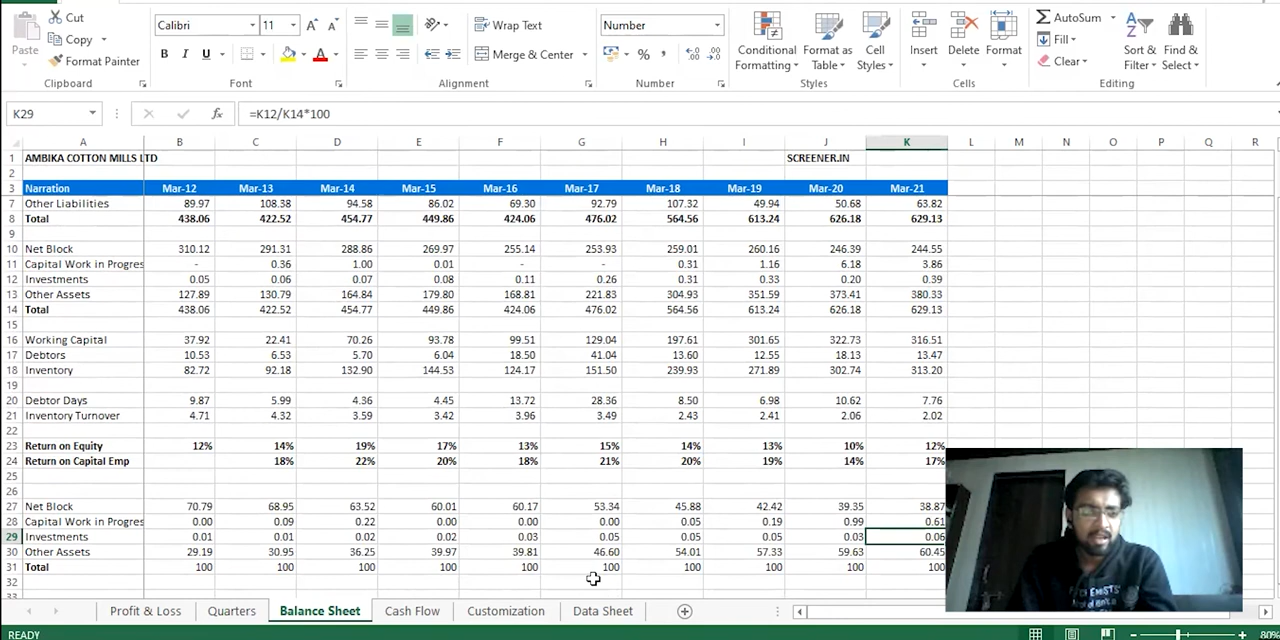 Cut
Calibri 11
Wrap Text
Number
AutoSum
Paste
Copy
Fill
Format Painter
B I U
Merge & Center
Conditional Formatting
Format as Table
Cell Styles
Insert
Delete
Format
Clear
Sort & Filter
Find & Select
Clipboard
Font
Alignment
Number
Styles
Cells
Editing
K29 fx =K12/K14*100
A B C D E F G H I J K L M N O P Q R
1 AMBIKA COTTON MILLS LTD SCREENER.IN
2
3 Narration Mar-12 Mar-13 Mar-14 Mar-15 Mar-16 Mar-17 Mar-18 Mar-19 Mar-20 Mar-21
7 Other Liabilities 89.97 108.38 94.58 86.02 69.30 92.79 107.32 49.94 50.68 63.82
8 Total 438.06 422.52 454.77 449.86 424.06 476.02 564.56 613.24 626.18 629.13
9
10 Net Block 310.12 291.31 288.86 269.97 255.14 253.93 259.01 260.16 246.39 244.55
11 Capital Work in Progres - 0.36 1.00 0.01 - - 0.31 1.16 6.18 3.86
12 Investments 0.05 0.06 0.07 0.08 0.11 0.26 0.31 0.33 0.20 0.39
13 Other Assets 127.89 130.79 164.84 179.80 168.81 221.83 304.93 351.59 373.41 380.33
14 Total 438.06 422.52 454.77 449.86 424.06 476.02 564.56 613.24 626.18 629.13
15
16 Working Capital 37.92 22.41 70.26 93.78 99.51 129.04 197.61 301.65 322.73 316.51
17 Debtors 10.53 6.53 5.70 6.04 18.50 41.04 13.60 12.55 18.13 13.47
18 Inventory 82.72 92.18 132.90 144.53 124.17 151.50 239.93 271.89 302.74 313.20
19
20 Debtor Days 9.87 5.99 4.36 4.45 13.72 28.36 8.50 6.98 10.62 7.76
21 Inventory Turnover 4.71 4.32 3.59 3.42 3.96 3.49 2.43 2.41 2.06 2.02
22
23 Return on Equity 12% 14% 19% 17% 13% 15% 14% 13% 10% 12%
24 Return on Capital Emp 18% 22% 20% 18% 21% 20% 19% 14% 17%
25
26
27 Net Block 70.79 68.95 63.52 60.01 60.17 53.34 45.88 42.42 39.35 38.87
28 Capital Work in Progres 0.00 0.09 0.22 0.00 0.00 0.00 0.05 0.19 0.99 0.61
29 Investments 0.01 0.01 0.02 0.02 0.03 0.05 0.05 0.05 0.03 0.06
30 Other Assets 29.19 30.95 36.25 39.97 39.81 46.60 54.01 57.33 59.63 60.45
31 Total 100 100 100 100 100 100 100 100 100 100
32
33
Profit & Loss Quarters Balance Sheet Cash Flow Customization Data Sheet
READY 80%